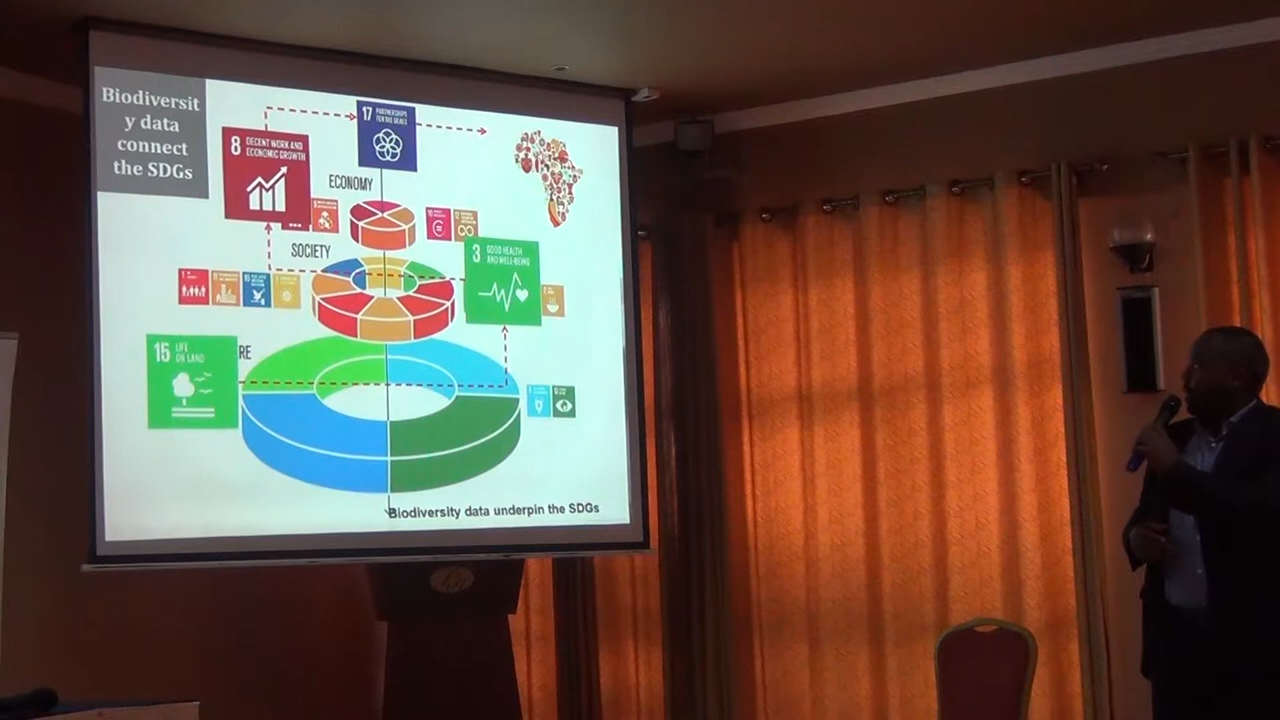 Biodiversit
y data
connect
the SDGs
17 PARTNERSHIPS
FOR THE GOALS
8 DECENT WORK AND
ECONOMIC GROWTH
ECONOMY
SOCIETY
3 GOOD HEALTH
AND WELL-BEING
15 LIFE
ON LAND
RE
Biodiversity data underpin the SDGs